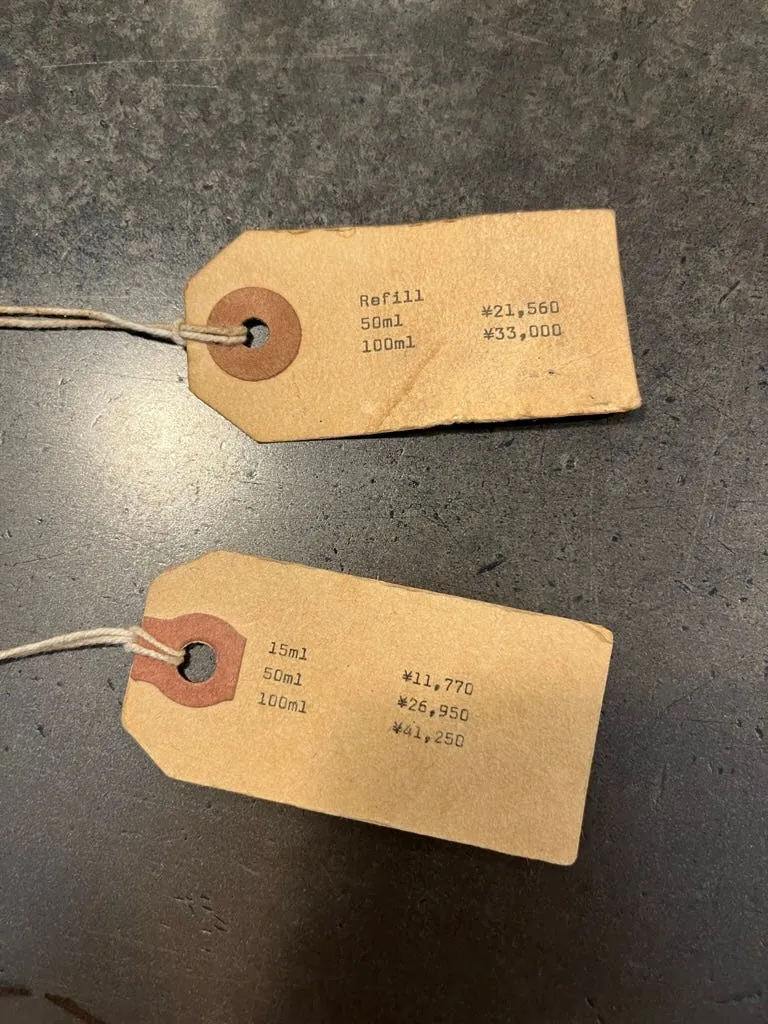 Refill
50ml ¥21,560
100ml ¥33,000
15ml ¥11,770
50ml ¥26,950
100ml ¥41,250